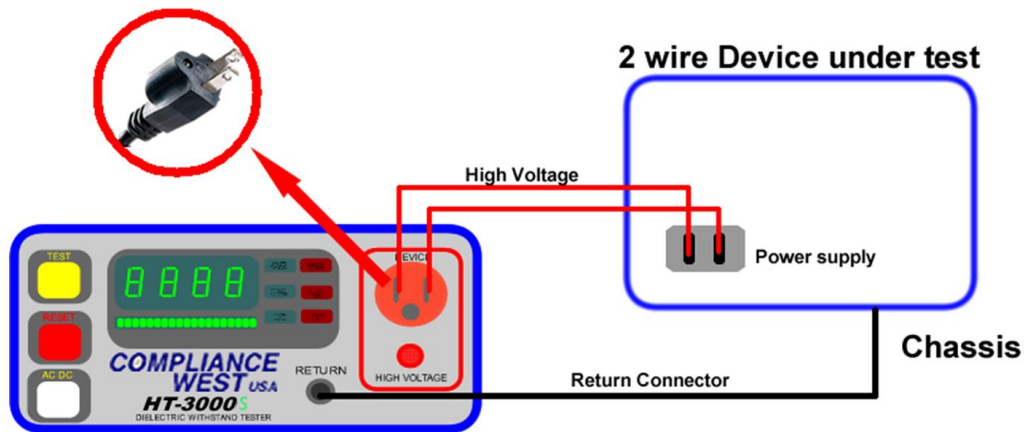 2 wire Device under test
High Voltage
Power supply
Chassis
Return Connector
TEST
RESET
AC DC
8888
COMPLIANCE
WEST USA
HT-3000S
DIELECTRIC WITHSTAND TESTER
RETURN
DEVICE
HIGH VOLTAGE